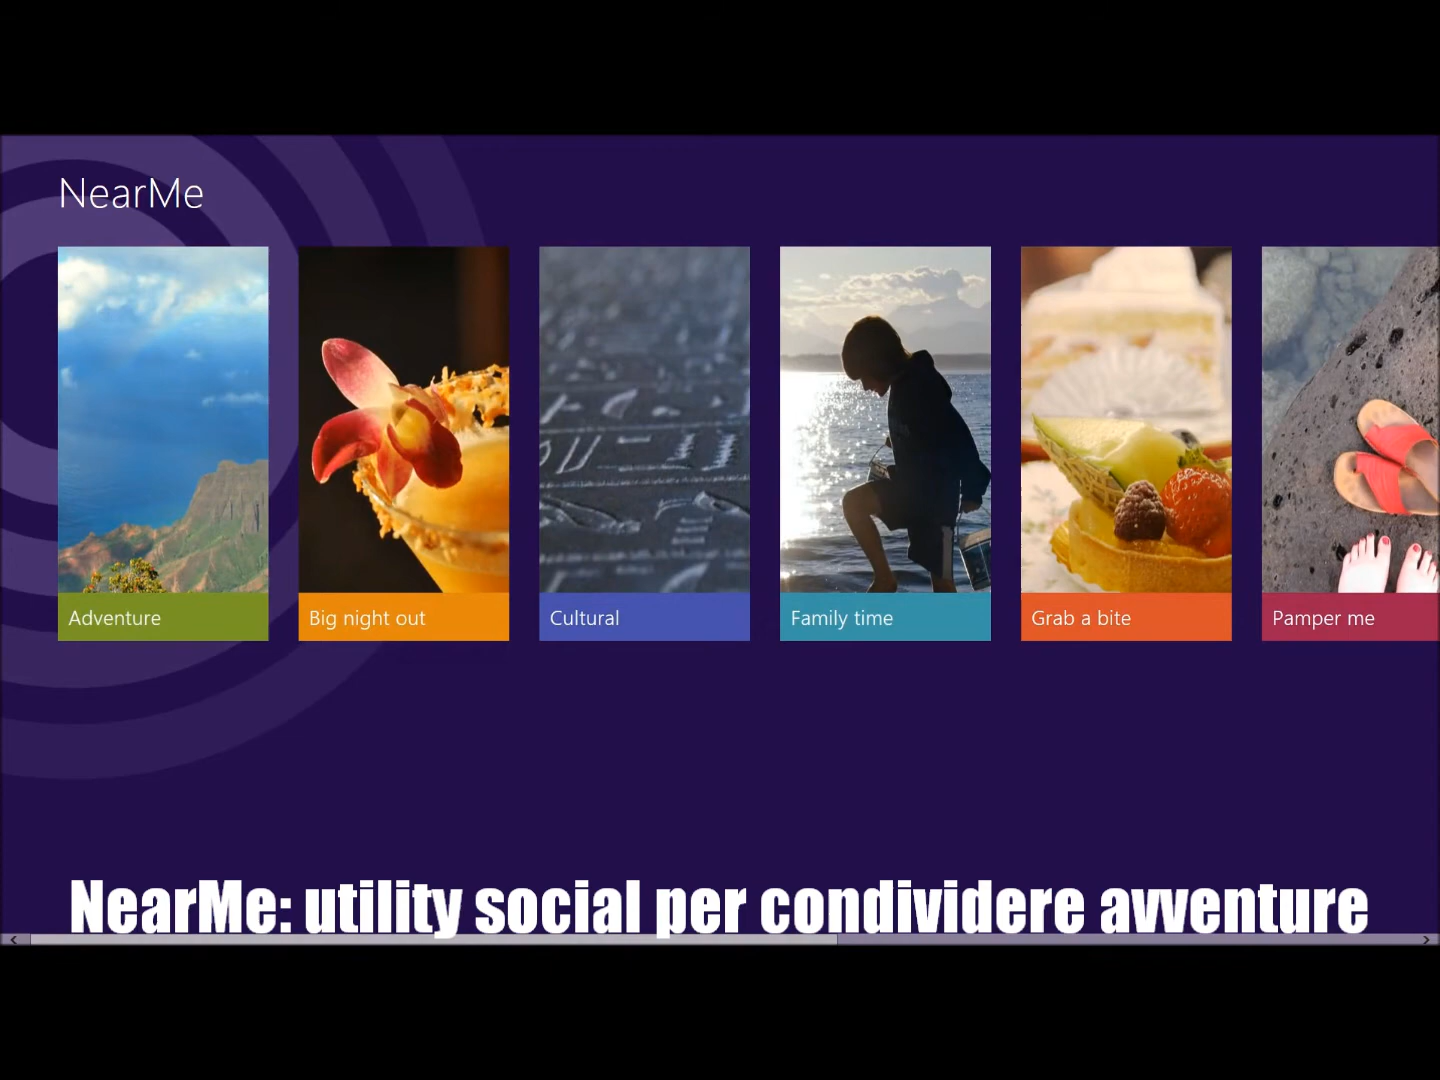 NearMe
Adventure
Big night out
Cultural
Family time
Grab a bite
Pamper me
NearMe: utility social per condividere avventure